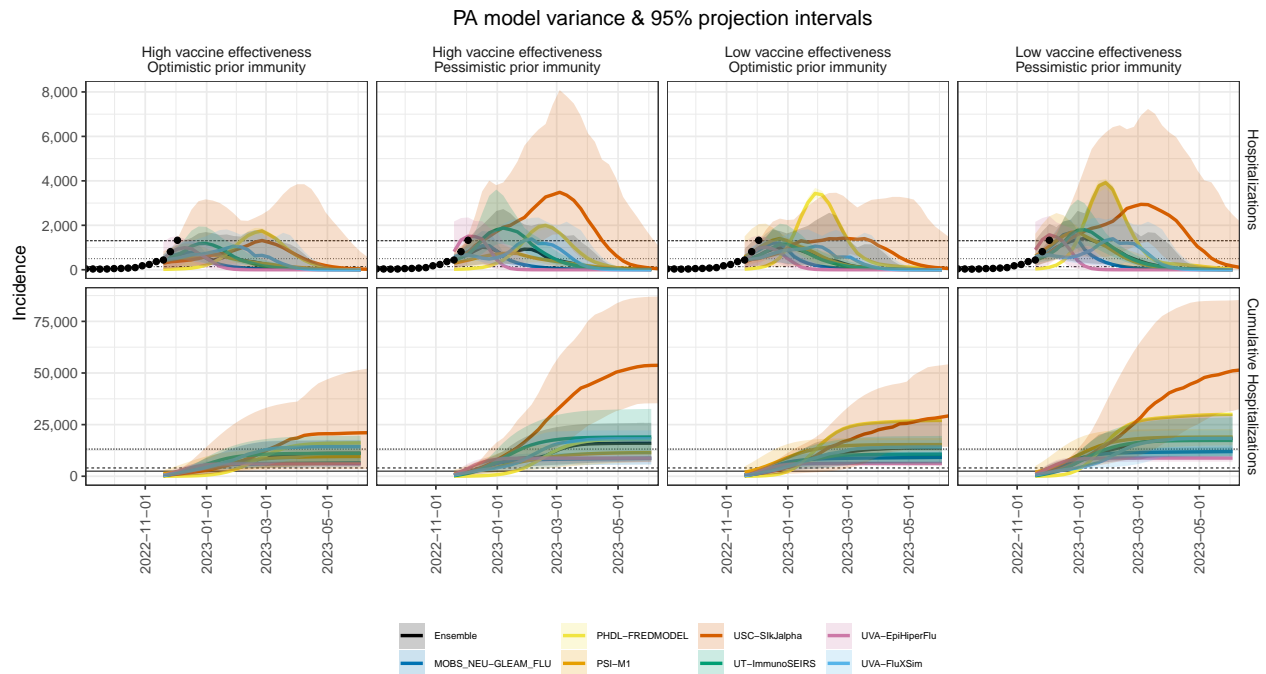 PA model variance & 95% projection intervals
High vaccine effectiveness
Optimistic prior immunity
High vaccine effectiveness
Pessimistic prior immunity
Low vaccine effectiveness
Optimistic prior immunity
Low vaccine effectiveness
Pessimistic prior immunity
Incidence
8,000
6,000
4,000
2,000
0
Hospitalizations
75,000
50,000
25,000
0
Cumulative Hospitalizations
2022-11-01
2023-01-01
2023-03-01
2023-05-01
2022-11-01
2023-01-01
2023-03-01
2023-05-01
2022-11-01
2023-01-01
2023-03-01
2023-05-01
2022-11-01
2023-01-01
2023-03-01
2023-05-01
Ensemble
PHDL-FREDMODEL
USC-SIkJalpha
UVA-EpiHiperFlu
MOBS_NEU-GLEAM_FLU
PSI-M1
UT-ImmunoSEIRS
UVA-FluXSim